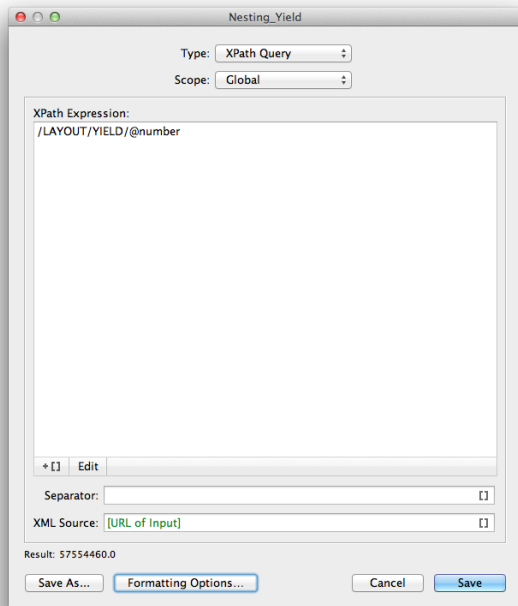 Nesting_Yield
Type: XPath Query
Scope: Global
XPath Expression:
/LAYOUT/YIELD/@number
+[] Edit
Separator: []
XML Source: [URL of Input] []
Result: 57554460.0
Save As... Formatting Options... Cancel Save